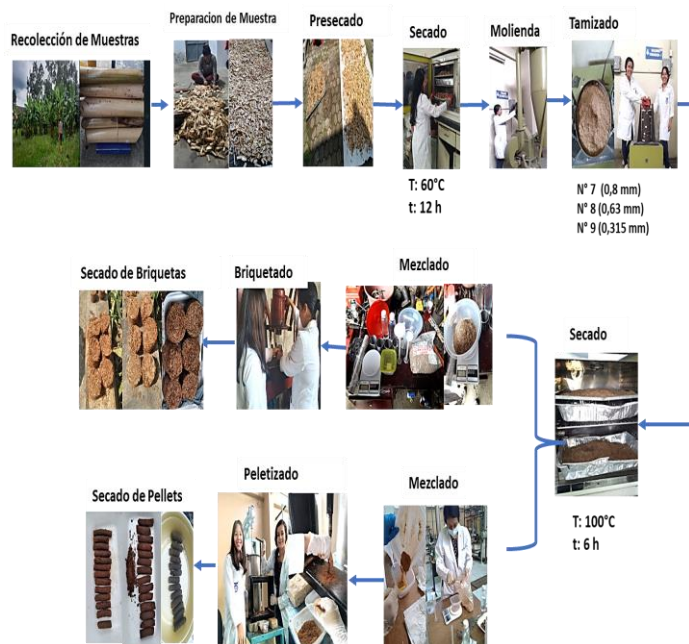 Recolección de Muestras
Preparacion de Muestra
Presecado
Secado
Molienda
Tamizado
T: 60°C
t: 12 h
N° 7 (0,8 mm)
N° 8 (0,63 mm)
N° 9 (0,315 mm)
Secado de Briquetas
Briquetado
Mezclado
Secado
T: 100°C
t: 6 h
Secado de Pellets
Peletizado
Mezclado